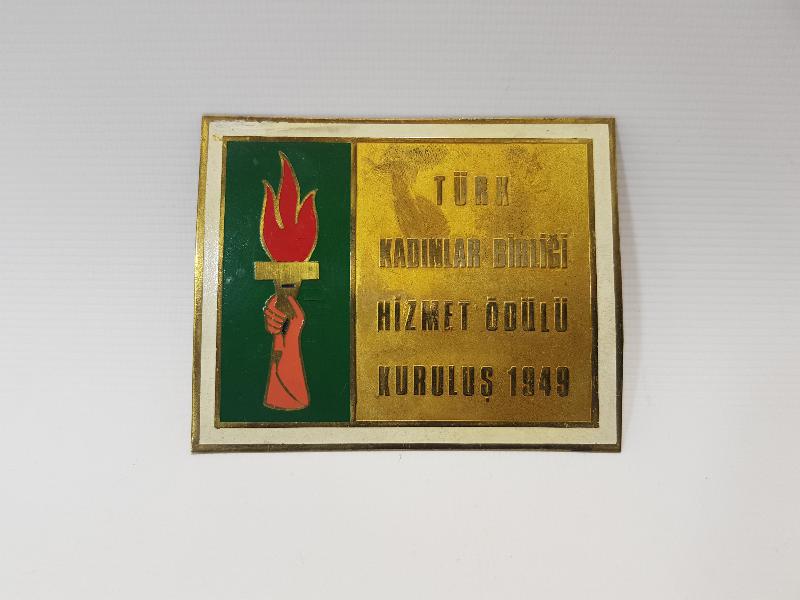 TÜRK
KADINLAR BİRLİĞİ
HİZMET ÖDÜLÜ
KURULUŞ 1949